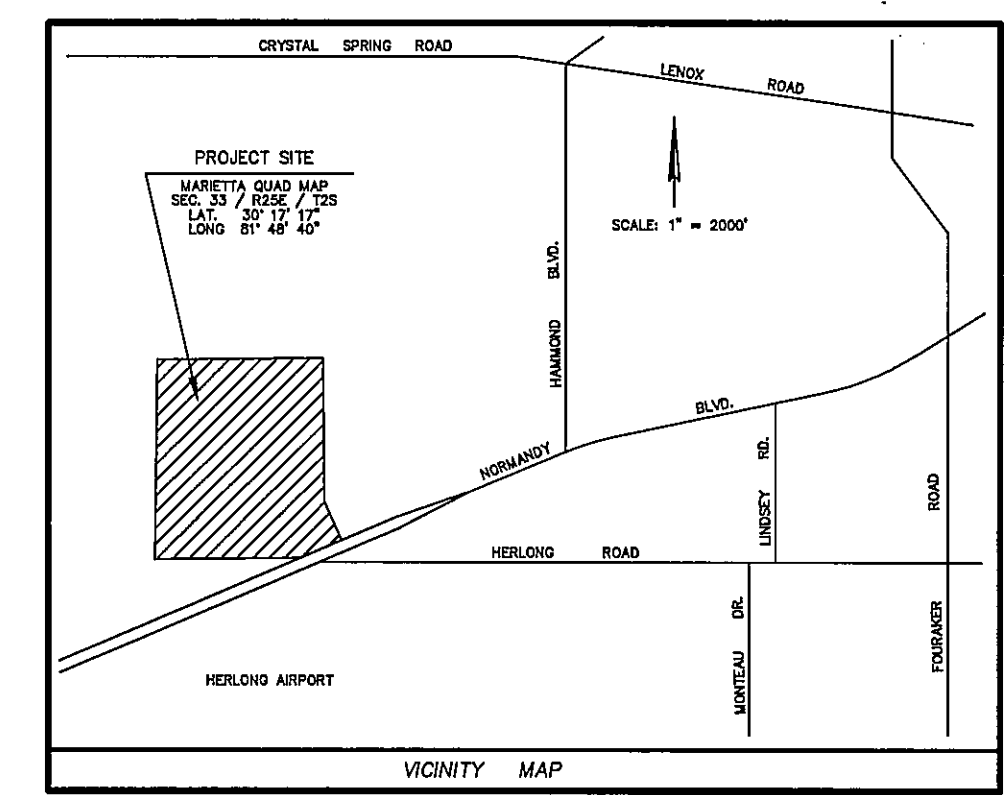 CRYSTAL SPRING ROAD
LENOX ROAD
PROJECT SITE
MARIETTA QUAD MAP
SEC. 33 / R25E / T2S
LAT. 30° 17' 17"
LONG 81° 48' 40"
SCALE: 1" = 2000'
HAMMOND BLVD.
NORMANDY BLVD.
LINDSEY RD.
FOURAKER ROAD
HERLONG ROAD
MONTEAU DR.
HERLONG AIRPORT
VICINITY MAP